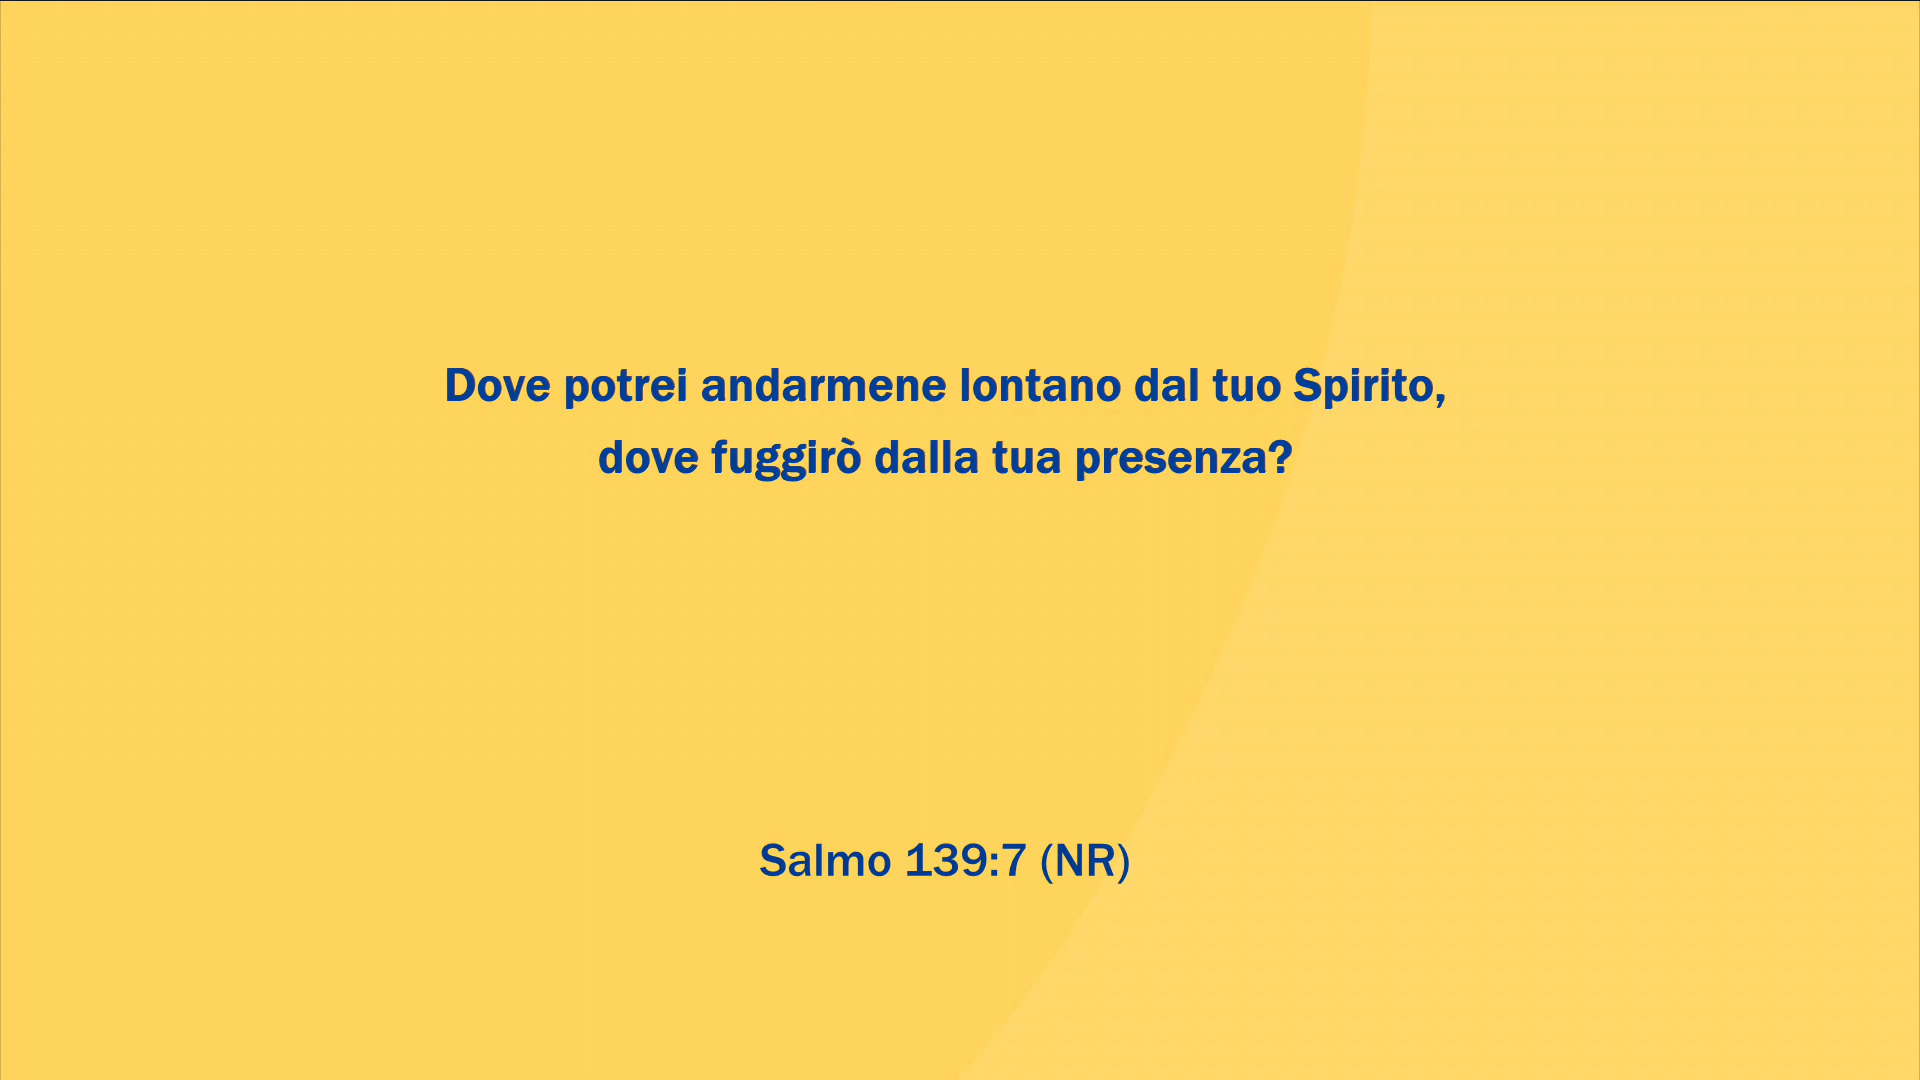 Dove potrei andarmene lontano dal tuo Spirito,
dove fuggirò dalla tua presenza?
Salmo 139:7 (NR)